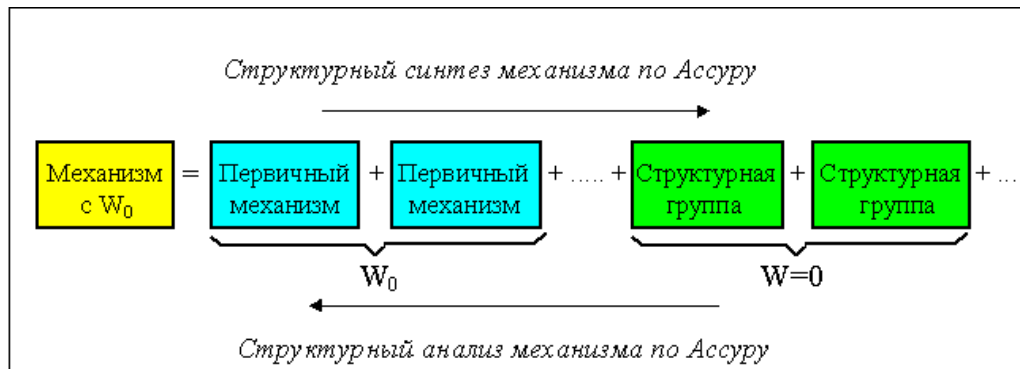 Структурный синтез механизма по Ассуру
Механизм с W₀ = Первичный механизм + Первичный механизм + ..... + Структурная группа + Структурная группа + ...
W₀ W=0
Структурный анализ механизма по Ассуру